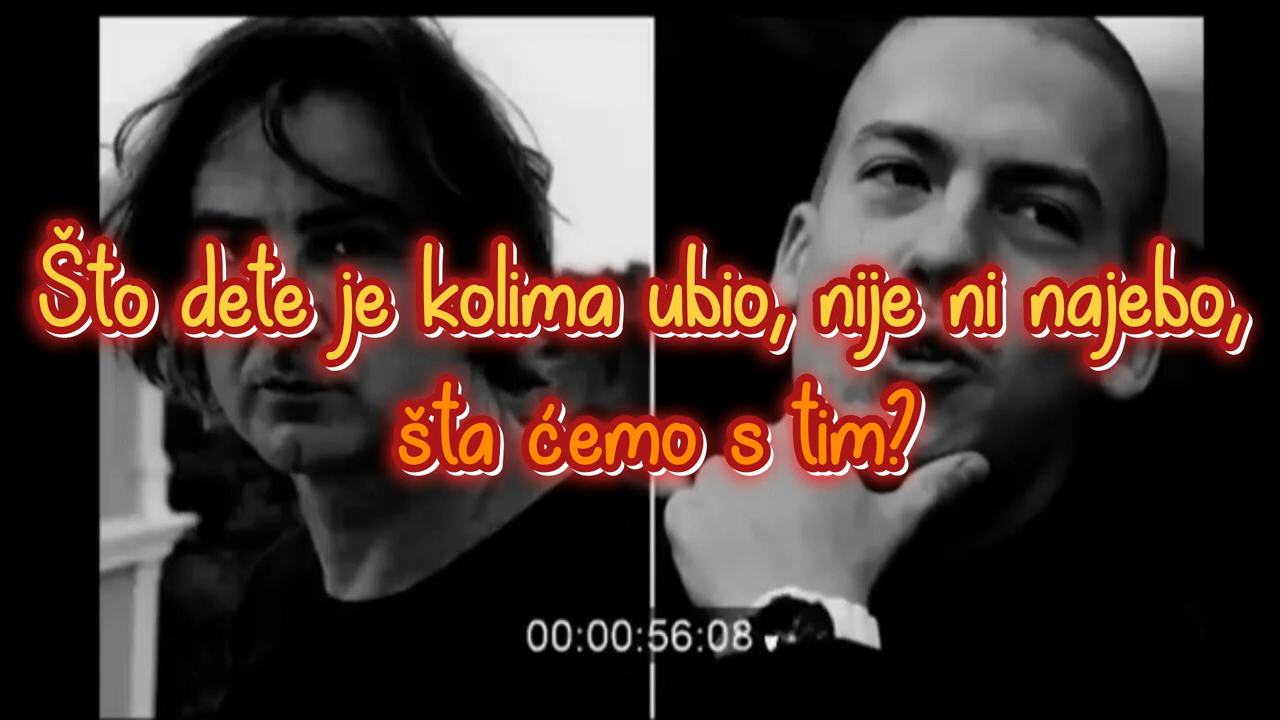 Što dete je kolima ubio, nije ni najebo,
šta ćemo s tim?
00:00:56:08